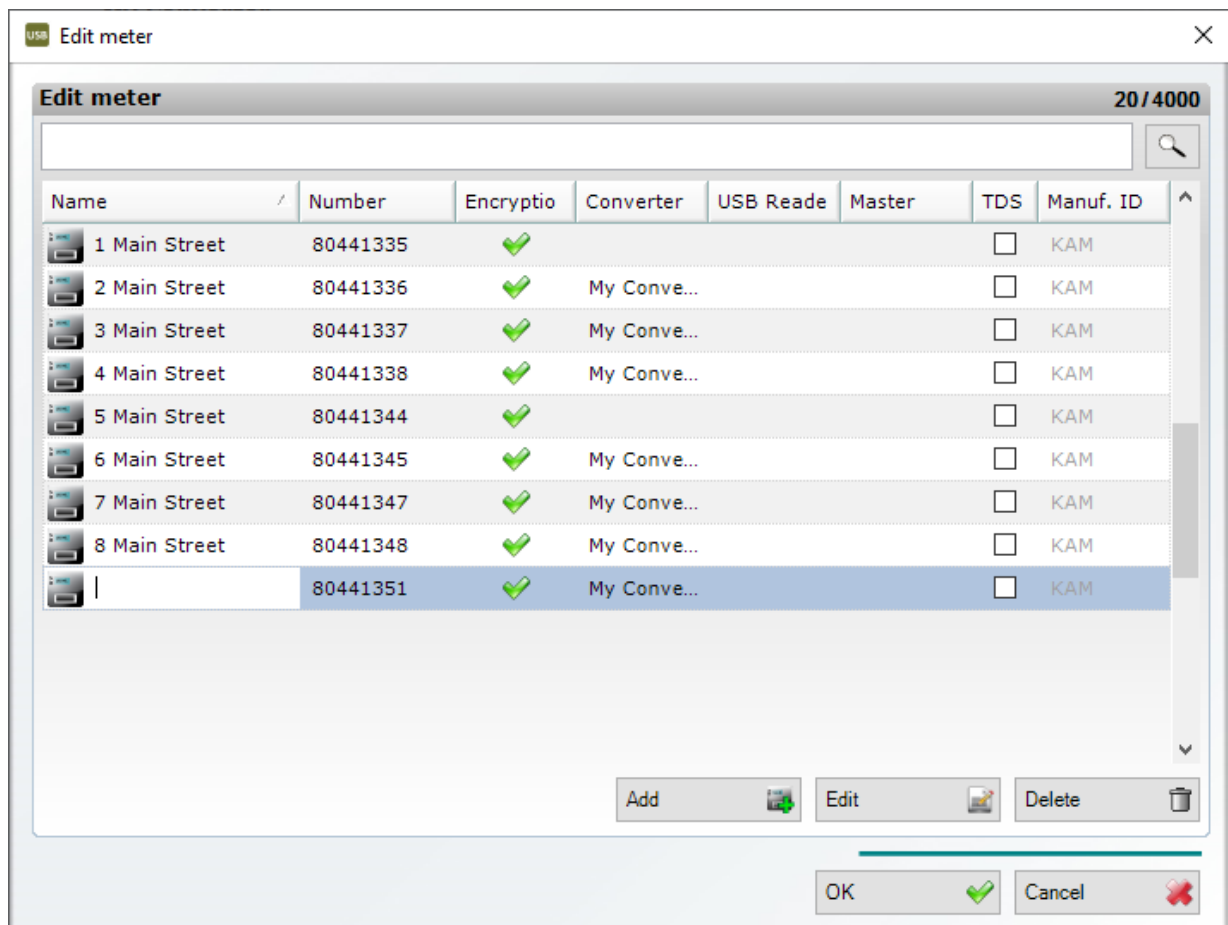 USB Edit meter
Edit meter 20/4000
Name Number Encryptio Converter USB Reade Master TDS Manuf. ID
1 Main Street 80441335 KAM
2 Main Street 80441336 My Conve... KAM
3 Main Street 80441337 My Conve... KAM
4 Main Street 80441338 My Conve... KAM
5 Main Street 80441344 KAM
6 Main Street 80441345 My Conve... KAM
7 Main Street 80441347 My Conve... KAM
8 Main Street 80441348 My Conve... KAM
80441351 My Conve... KAM
Add Edit Delete
OK Cancel